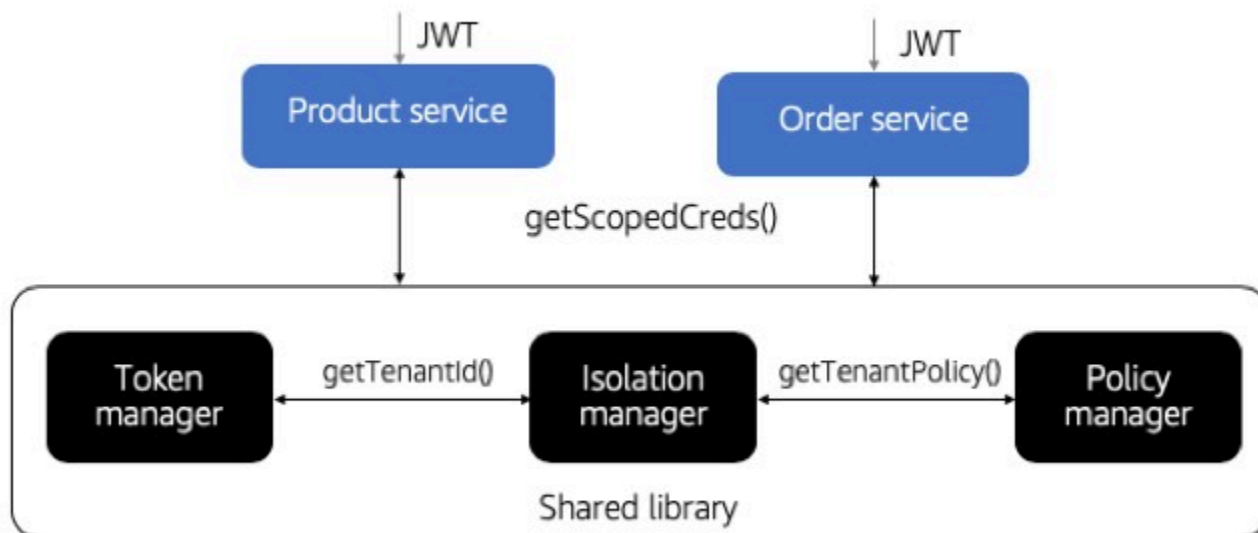 JWT
JWT
Product service
Order service
getScopedCreds()
Token
manager
getTenantId()
Isolation
manager
getTenantPolicy()
Policy
manager
Shared library